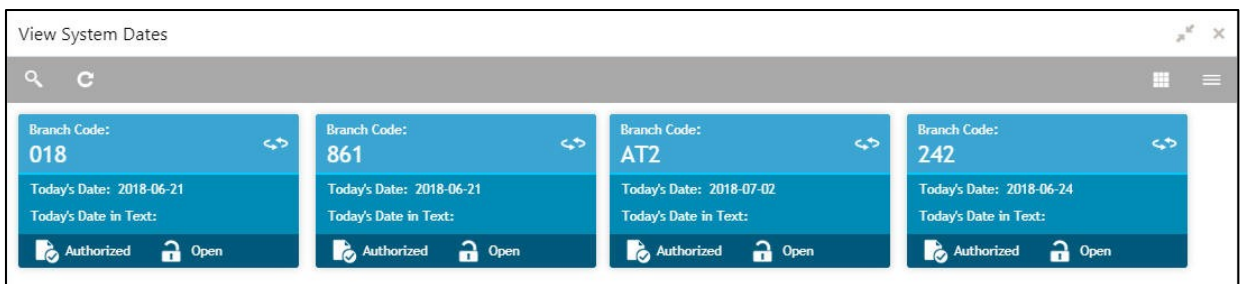 View System Dates
Branch Code:
018
Today's Date: 2018-06-21
Today's Date in Text:
Authorized Open
Branch Code:
861
Today's Date: 2018-06-21
Today's Date in Text:
Authorized Open
Branch Code:
AT2
Today's Date: 2018-07-02
Today's Date in Text:
Authorized Open
Branch Code:
242
Today's Date: 2018-06-24
Today's Date in Text:
Authorized Open